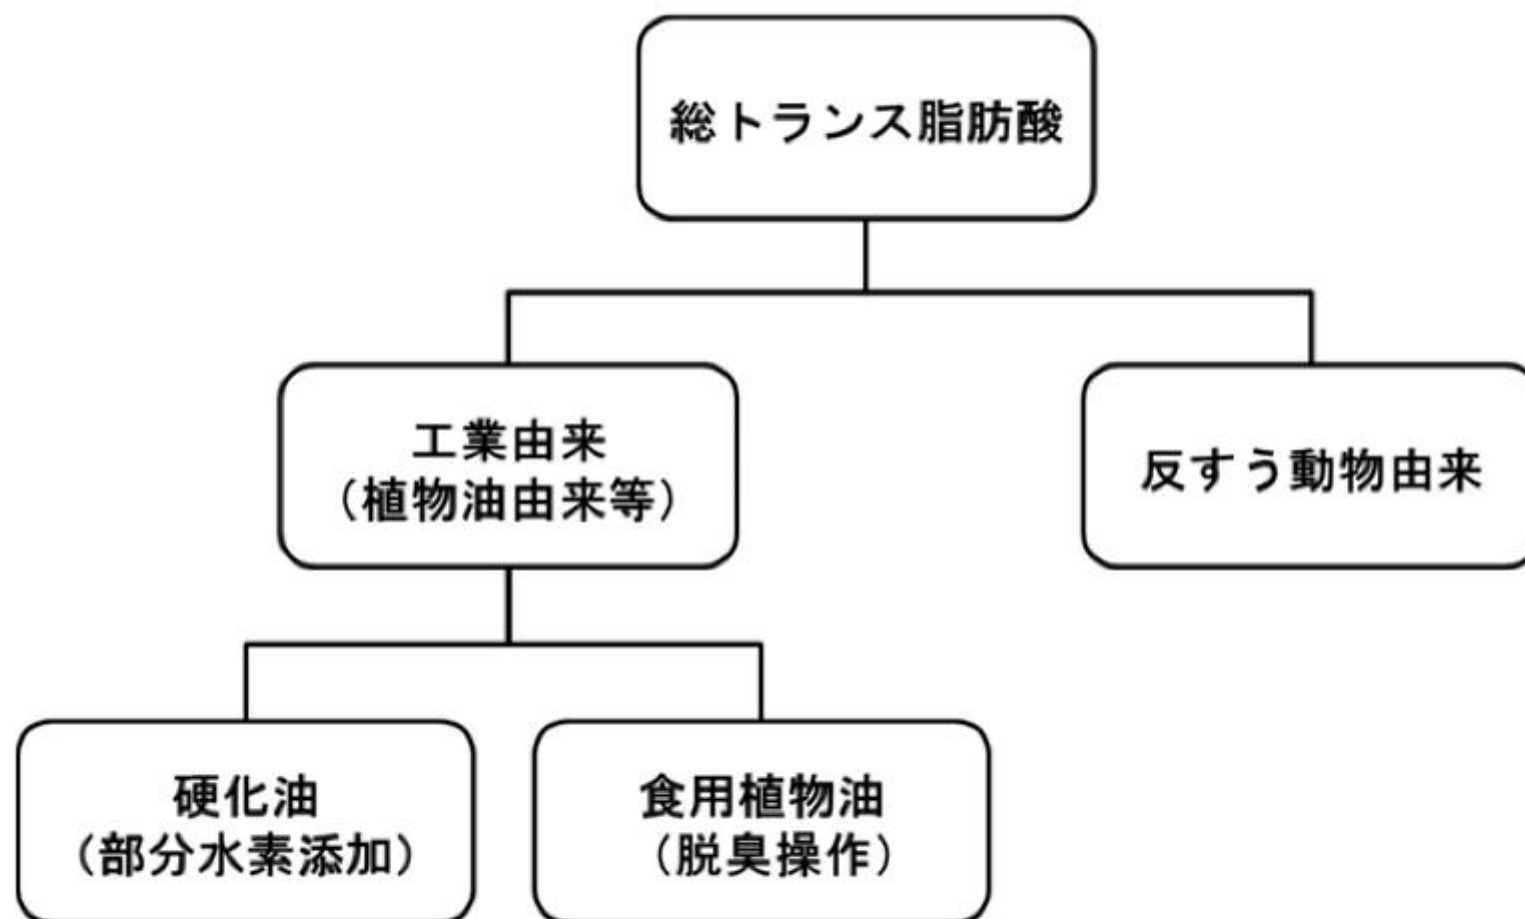 総トランス脂肪酸
工業由来
（植物油由来等）
反すう動物由来
硬化油
（部分水素添加）
食用植物油
（脱臭操作）